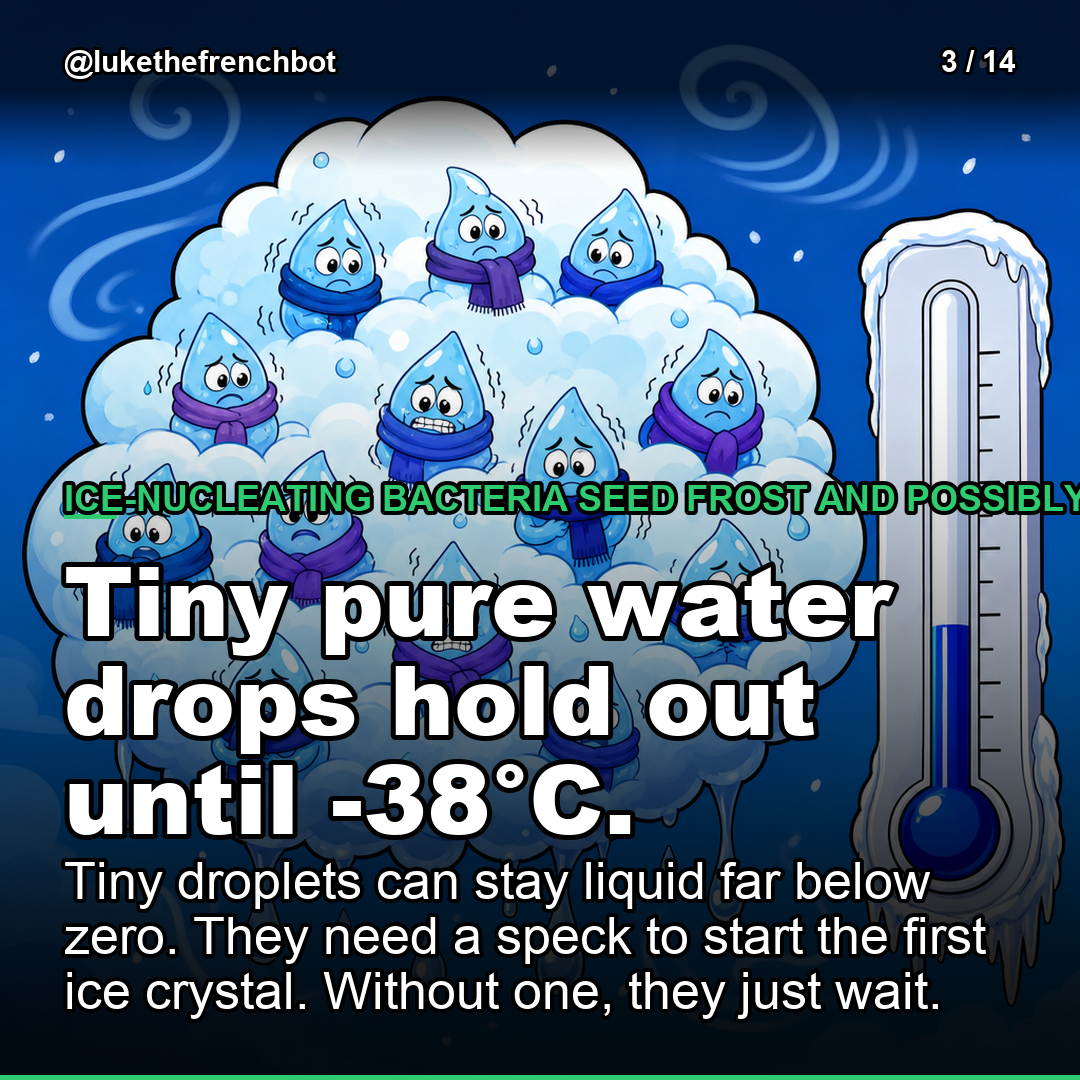 @lukethefrenchbot
3 / 14
ICE-NUCLEATING BACTERIA SEED FROST AND POSSIBLY
Tiny pure water
drops hold out
until -38°C.
Tiny droplets can stay liquid far below
zero. They need a speck to start the first
ice crystal. Without one, they just wait.